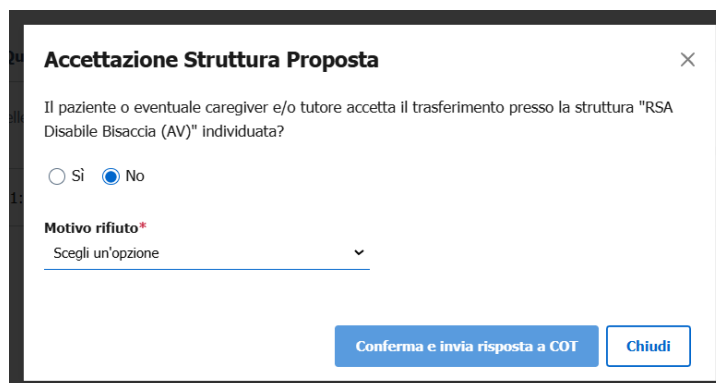 Accettazione Struttura Proposta
Il paziente o eventuale caregiver e/o tutore accetta il trasferimento presso la struttura "RSA
Disabile Bisaccia (AV)" individuata?
Sì No
Motivo rifiuto*
Scegli un'opzione
Conferma e invia risposta a COT Chiudi